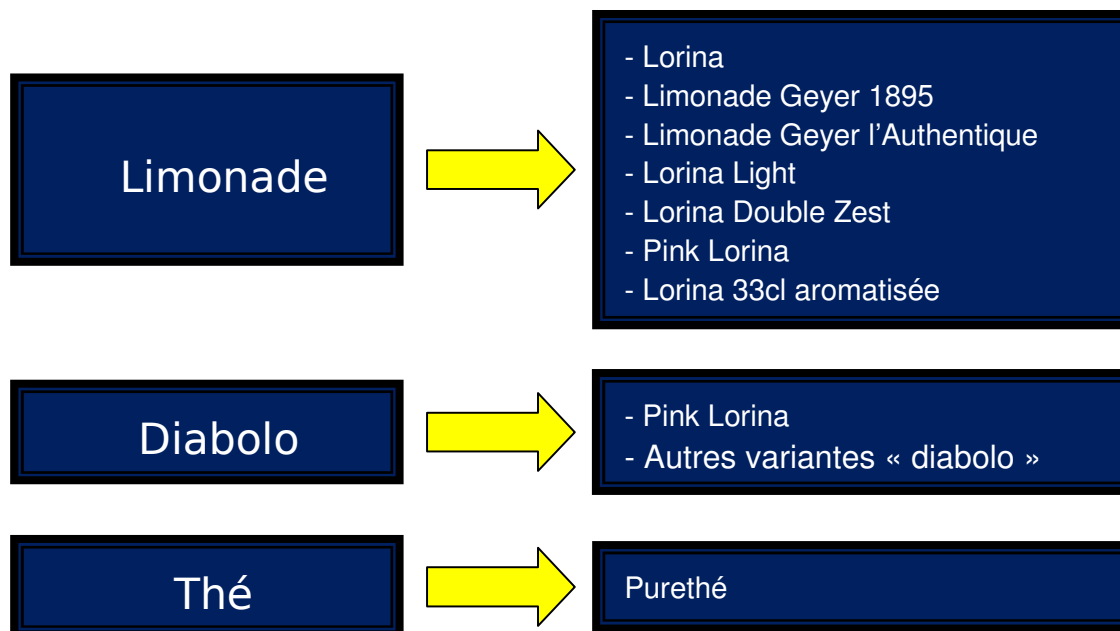 Limonade
- Lorina
- Limonade Geyer 1895
- Limonade Geyer l’Authentique
- Lorina Light
- Lorina Double Zest
- Pink Lorina
- Lorina 33cl aromatisée
Diabolo
- Pink Lorina
- Autres variantes « diabolo »
Thé
Purethé